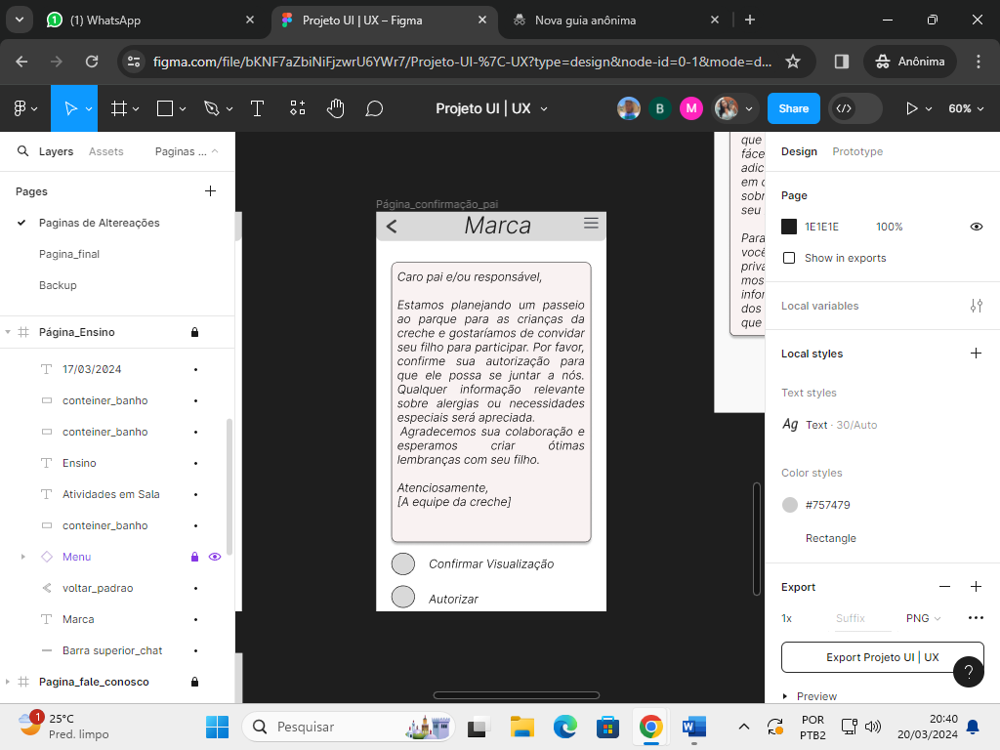 (1) WhatsApp
Projeto UI | UX – Figma
Nova guia anônima
figma.com/file/bKNF7aZbiNiFjzwrU6YWr7/Projeto-UI-%7C-UX?type=design&node-id=0-1&mode=d...
Anônima
Projeto UI | UX
B
M
Share
60%
Layers
Assets
Paginas ...
Pages
Paginas de Altereações
Pagina_final
Backup
Página_Ensino
17/03/2024
conteiner_banho
conteiner_banho
Ensino
Atividades em Sala
conteiner_banho
Menu
voltar_padrao
Marca
Barra superior_chat
Pagina_fale_conosco
Página_confirmação_pai
Marca
Caro pai e/ou responsável,
Estamos planejando um passeio
ao parque para as crianças da
creche e gostaríamos de convidar
seu filho para participar. Por favor,
confirme sua autorização para
que ele possa se juntar a nós.
Qualquer informação relevante
sobre alergias ou necessidades
especiais será apreciada.
Agradecemos sua colaboração e
esperamos criar ótimas
lembranças com seu filho.
Atenciosamente,
[A equipe da creche]
Confirmar Visualização
Autorizar
que
fáce
adic
em c
sobr
seu
Para
você
priva
mos
infor
dos
que
Design
Prototype
Page
1E1E1E
100%
Show in exports
Local variables
Local styles
Text styles
Ag Text · 30/Auto
Color styles
#757479
Rectangle
Export
1x
Suffix
PNG
Export Projeto UI | UX
?
Preview
1
25°C
Pred. limpo
Pesquisar
POR
PTB2
20:40
20/03/2024